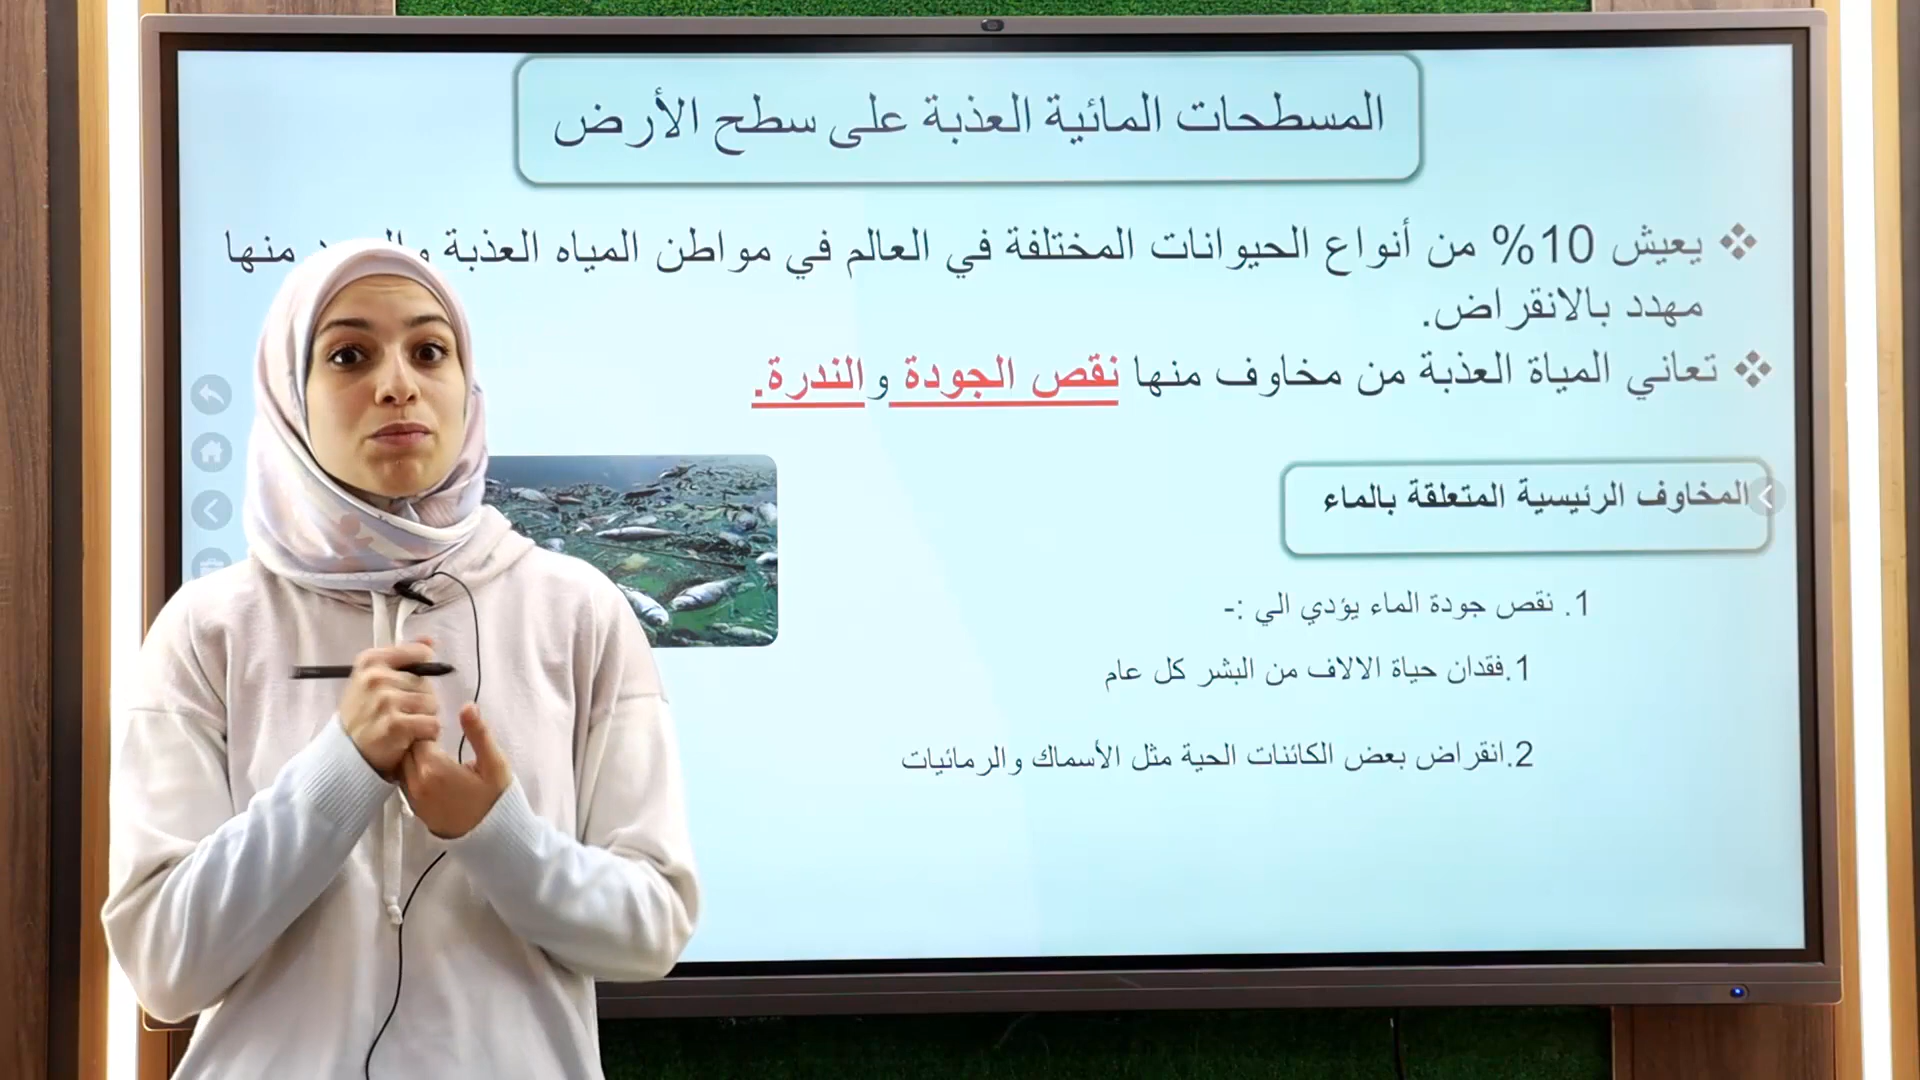 المسطحات المائية العذبة على سطح الأرض
❖ يعيش 10% من أنواع الحيوانات المختلفة في العالم في مواطن المياه العذبة منها
مهدد بالانقراض.
❖ تعاني المياة العذبة من مخاوف منها نقص الجودة والندرة.
المخاوف الرئيسية المتعلقة بالماء
1. نقص جودة الماء يؤدي الي :-
1.فقدان حياة الالاف من البشر كل عام
2.انقراض بعض الكائنات الحية مثل الأسماك والرمائيات